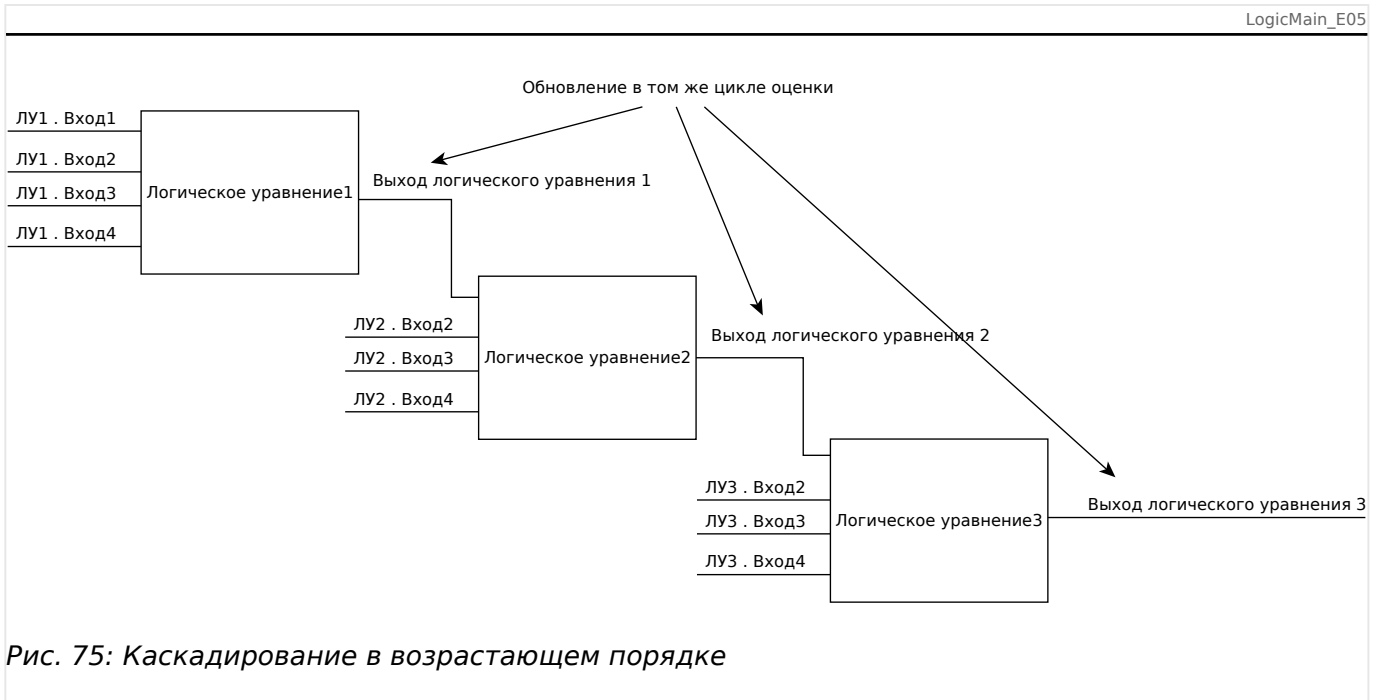 LogicMain_E05
Обновление в том же цикле оценки
ЛУ1 . Вход1
ЛУ1 . Вход2
ЛУ1 . Вход3
ЛУ1 . Вход4
Логическое уравнение1
Выход логического уравнения 1
ЛУ2 . Вход2
ЛУ2 . Вход3
ЛУ2 . Вход4
Логическое уравнение2
Выход логического уравнения 2
ЛУ3 . Вход2
ЛУ3 . Вход3
ЛУ3 . Вход4
Логическое уравнение3
Выход логического уравнения 3
Рис. 75: Каскадирование в возрастающем порядке